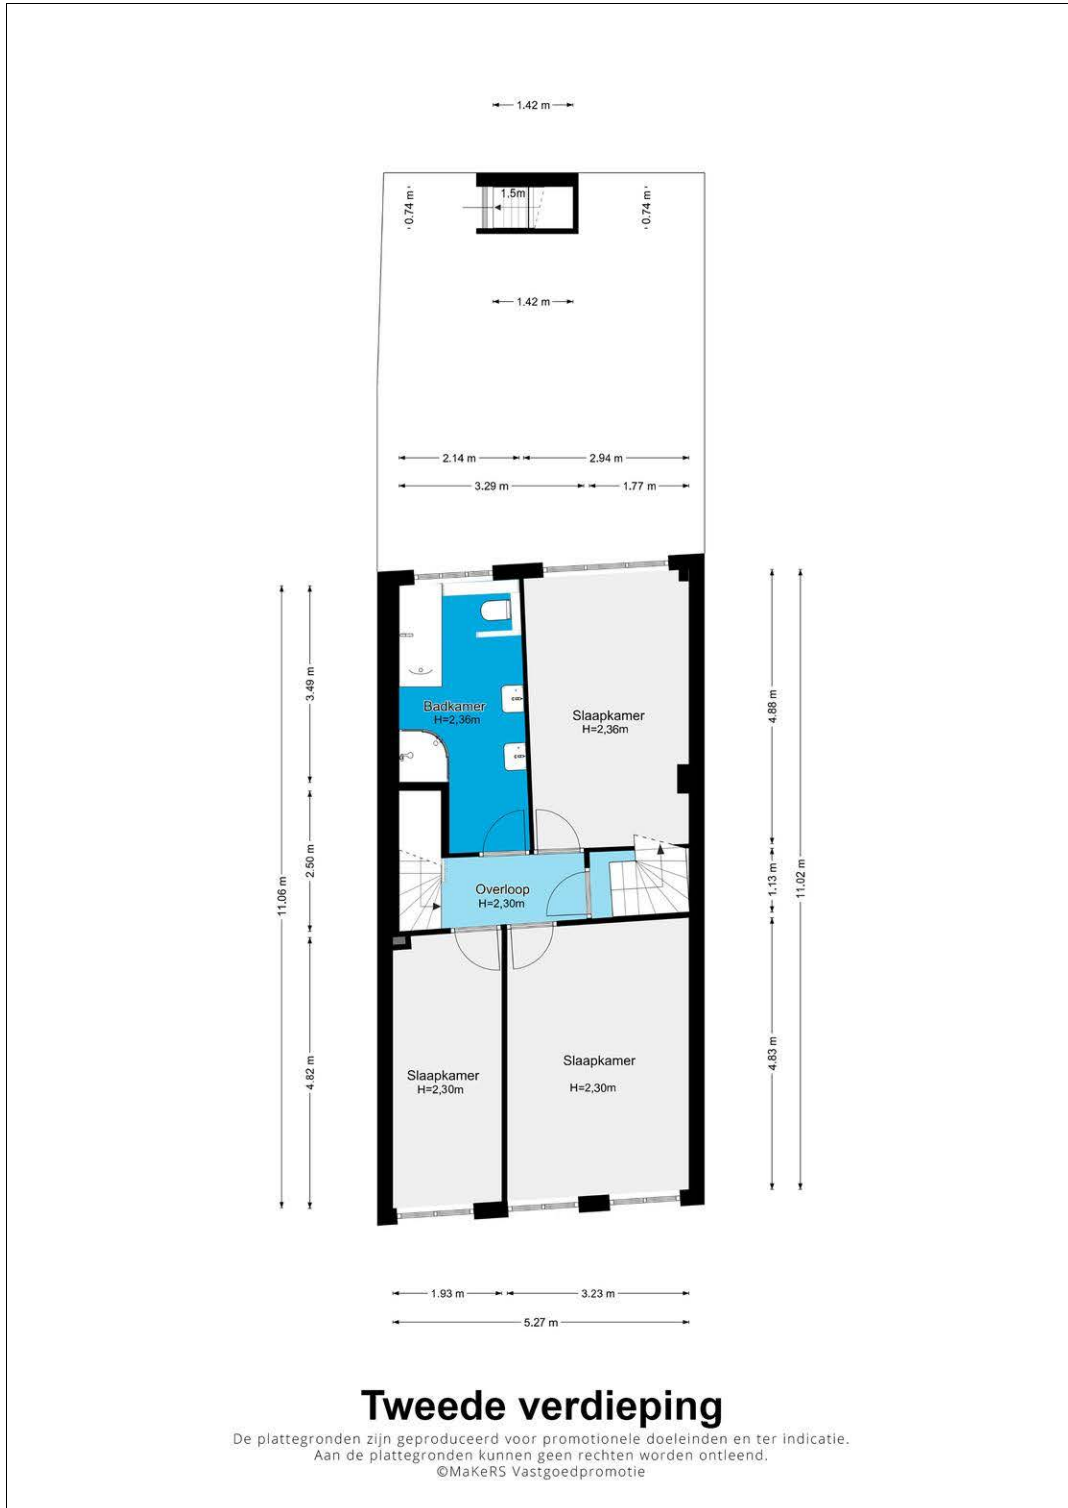 1.42 m
1,5m
0.74 m
0.74 m
1.42 m
2.14 m
2.94 m
3.29 m
1.77 m
3.49 m
Badkamer
H=2,36m
Slaapkamer
H=2,36m
4.88 m
2.50 m
11.06 m
Overloop
H=2,30m
1.13 m
11.02 m
4.82 m
Slaapkamer
H=2,30m
Slaapkamer
H=2,30m
4.83 m
1.93 m
3.23 m
5.27 m
Tweede verdieping
De plattegronden zijn geproduceerd voor promotionele doeleinden en ter indicatie.
Aan de plattegronden kunnen geen rechten worden ontleend.
©MaKeRS Vastgoedpromotie